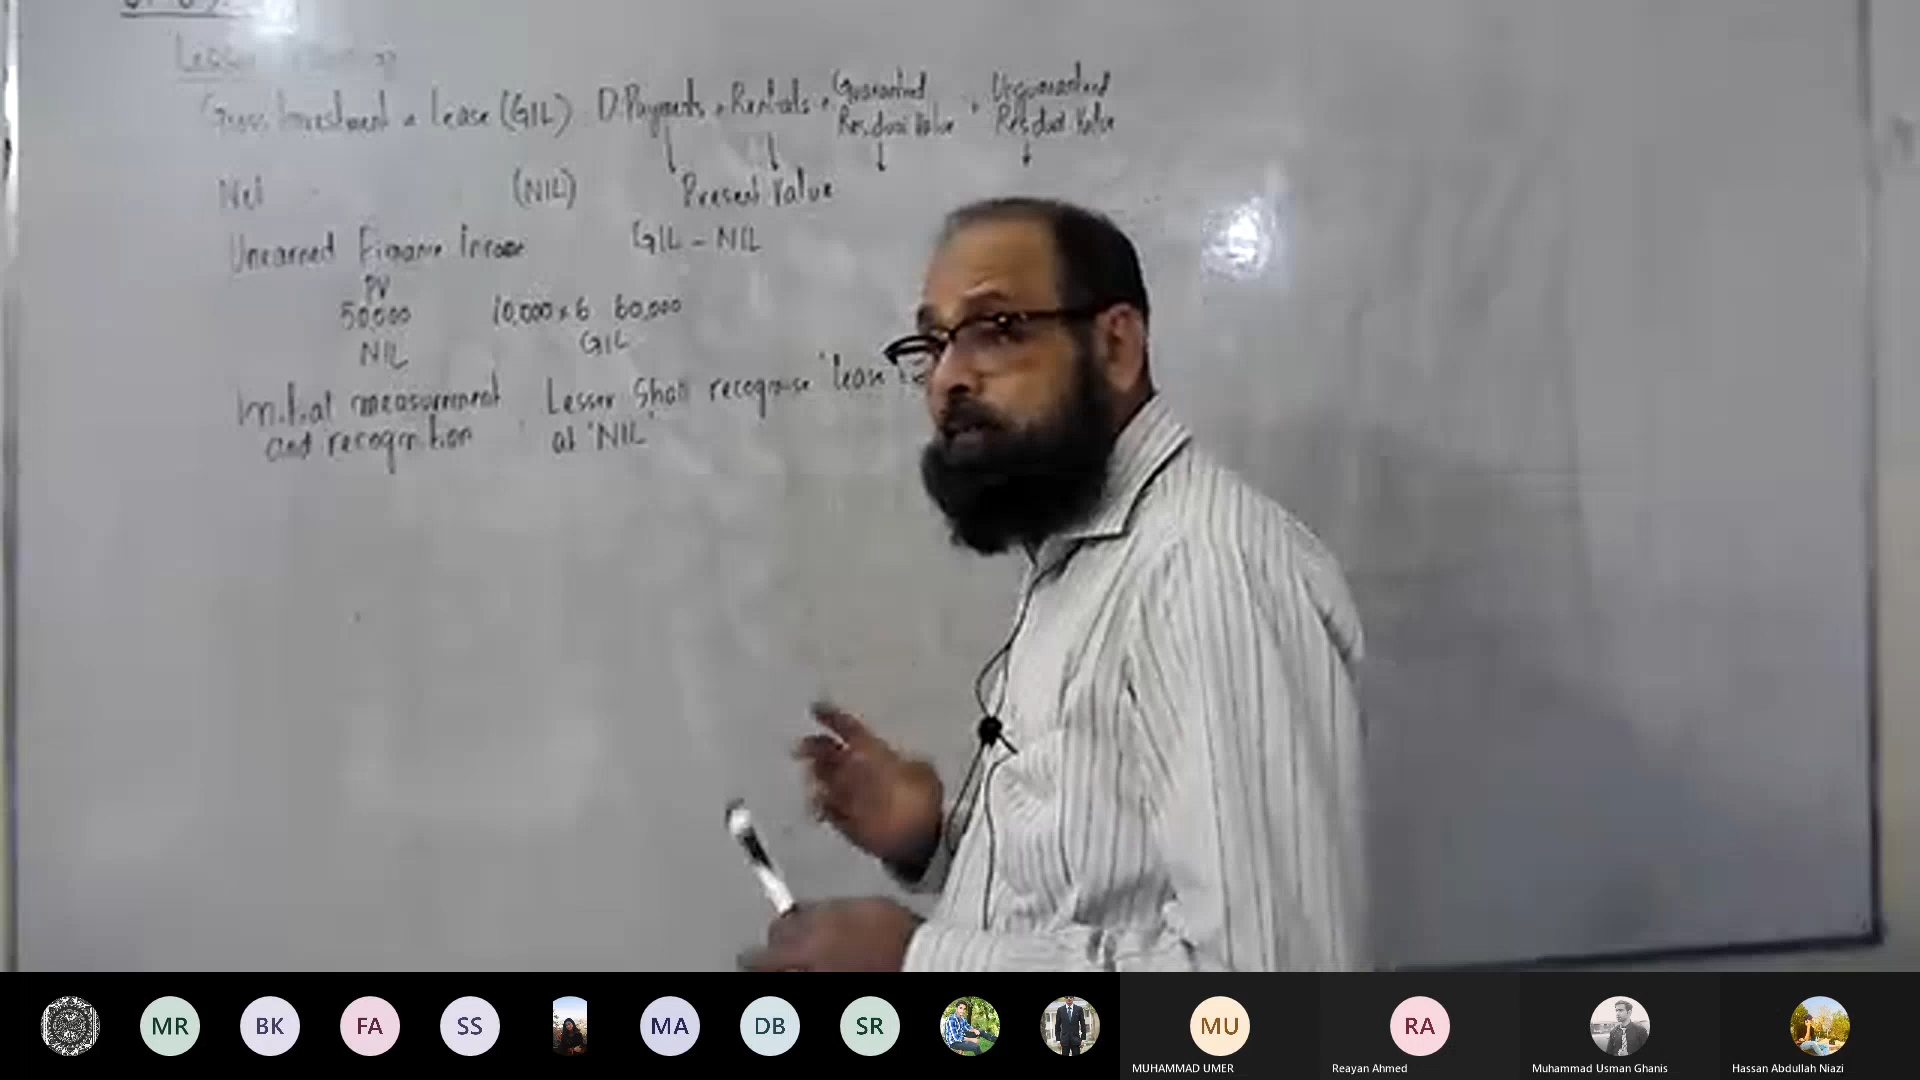 Lessor
Gross Investment in Lease (GIL) D.Payments + Rentals + Guaranteed Residual Value + Unguaranteed Residual Value
Net (NIL) Present Value
Unearned Finance Income GIL - NIL
PV
50,000 10,000 x 6 60,000
NIL GIL
Initial measurement Lessor Shall recognise 'lease
and recognition at 'NIL'
MR BK FA SS MA DB SR MU RA
MUHAMMAD UMER Reayan Ahmed Muhammad Usman Ghanis Hassan Abdullah Niazi